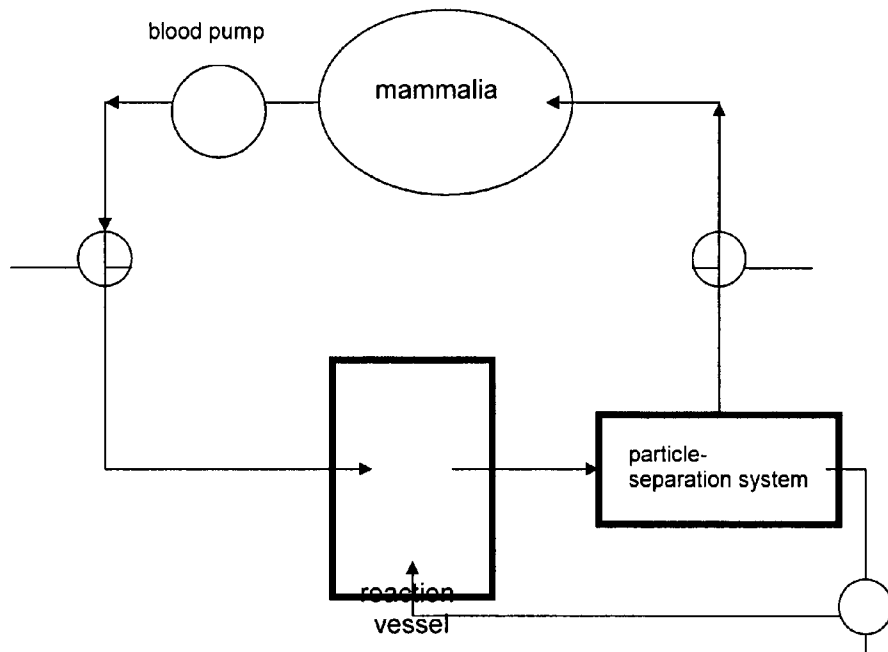 blood pump
mammalia
particle-
separation system
reaction
vessel